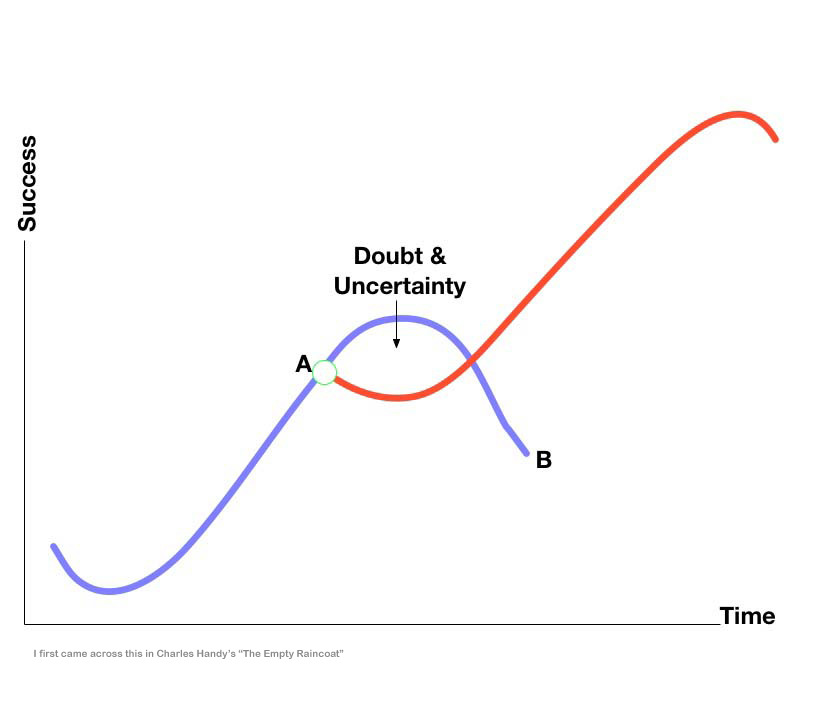 Success
Doubt &
Uncertainty
A
B
Time
I first came across this in Charles Handy's “The Empty Raincoat”